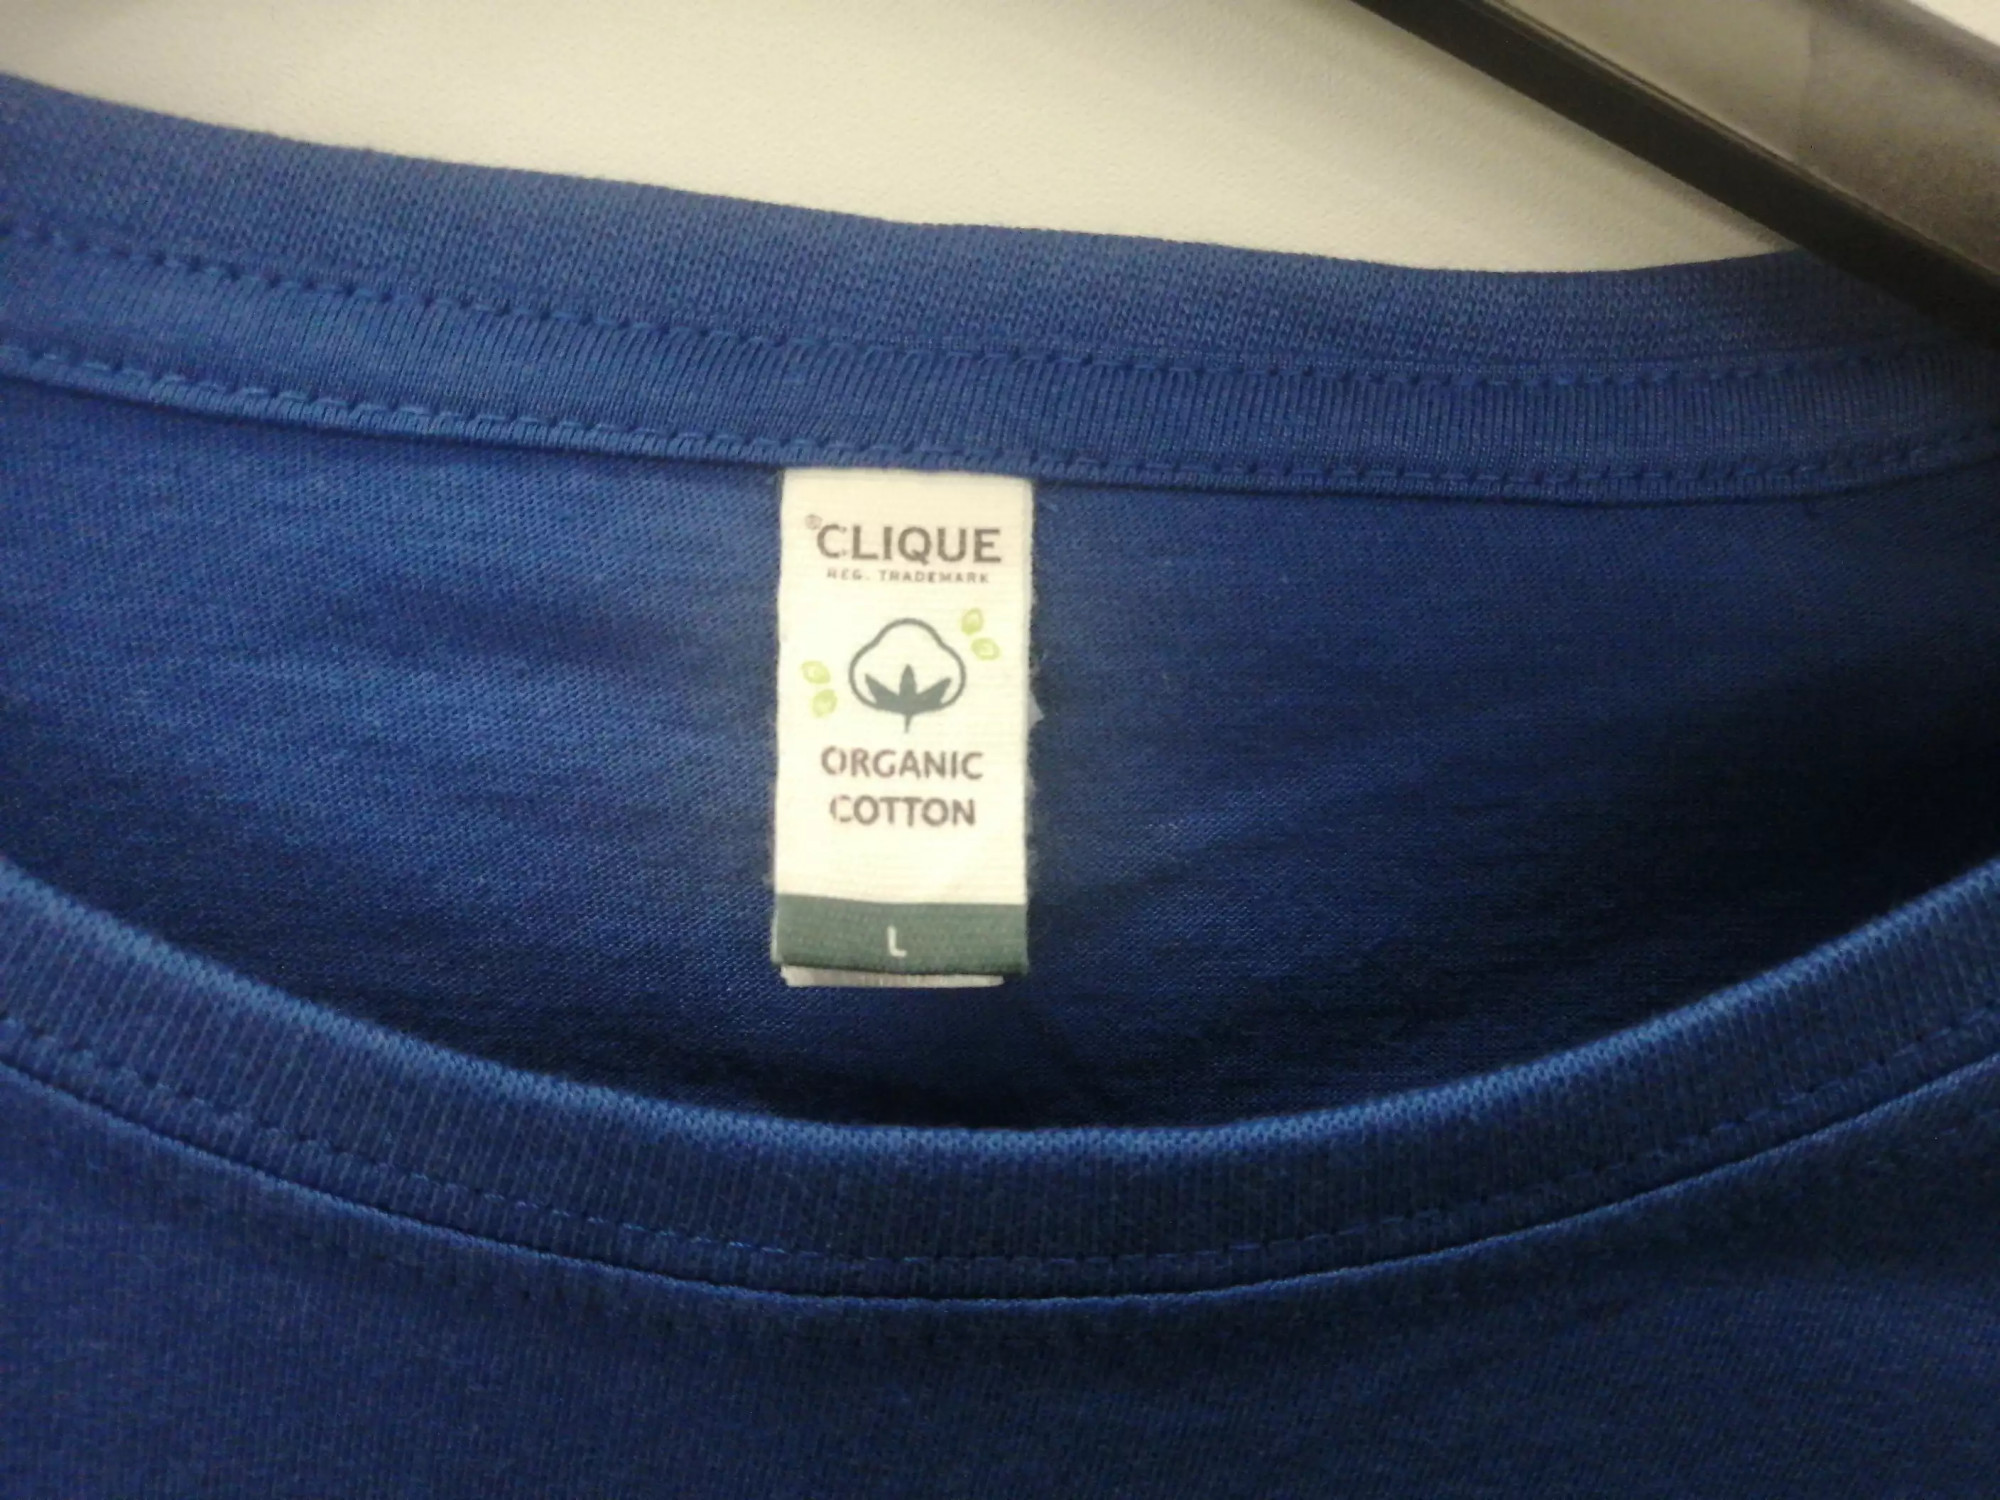 ®CLIQUE
REG. TRADEMARK
ORGANIC
COTTON
L